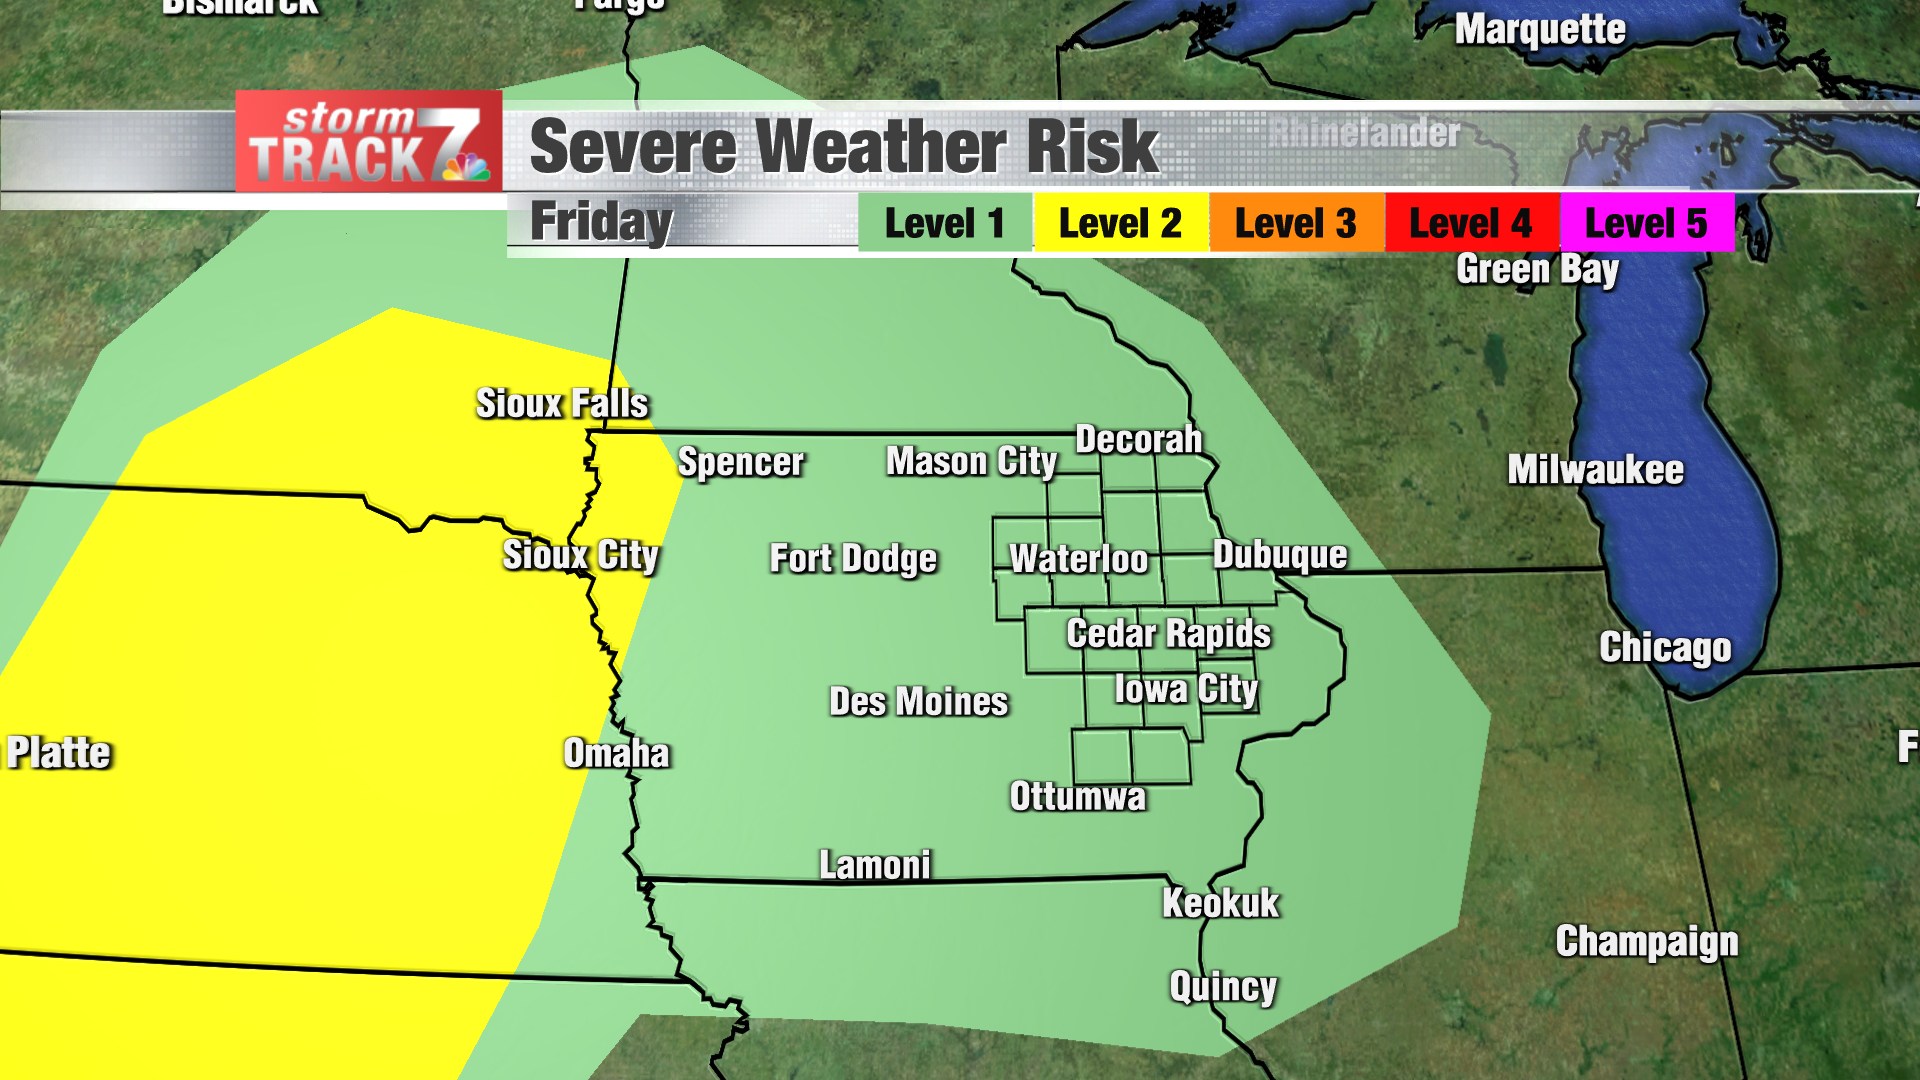 Bismarck
Fargo
Marquette
storm
TRACK 7
Severe Weather Risk
Rhinelander
Friday
Level 1
Level 2
Level 3
Level 4
Level 5
Green Bay
Sioux Falls
Spencer
Mason City
Decorah
Milwaukee
Sioux City
Fort Dodge
Waterloo
Dubuque
Cedar Rapids
Chicago
Des Moines
Iowa City
Platte
Omaha
F
Ottumwa
Lamoni
Keokuk
Champaign
Quincy